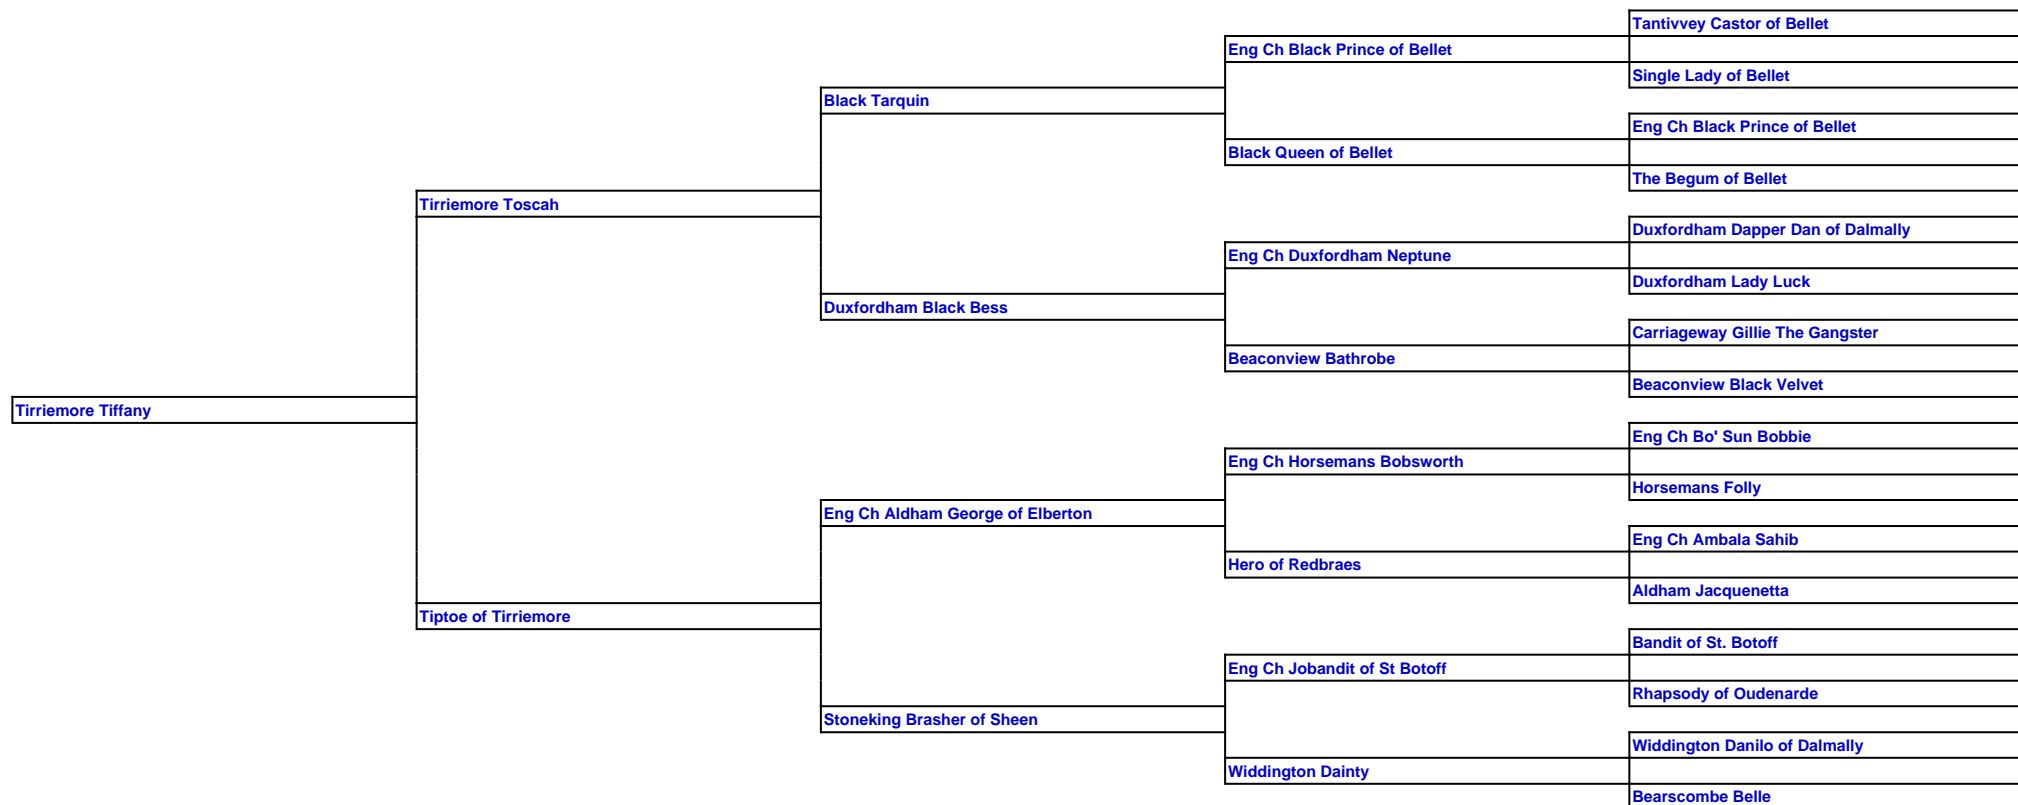 Tantivvey Castor of Bellet
Eng Ch Black Prince of Bellet
Single Lady of Bellet
Black Tarquin
Eng Ch Black Prince of Bellet
Black Queen of Bellet
The Begum of Bellet
Tirriemore Toscah
Duxfordham Dapper Dan of Dalmally
Eng Ch Duxfordham Neptune
Duxfordham Lady Luck
Duxfordham Black Bess
Carriageway Gillie The Gangster
Beaconview Bathrobe
Beaconview Black Velvet
Tirriemore Tiffany
Eng Ch Bo' Sun Bobbie
Eng Ch Horsemans Bobsworth
Horsemans Folly
Eng Ch Aldham George of Elberton
Eng Ch Ambala Sahib
Hero of Redbraes
Aldham Jacquenetta
Tiptoe of Tirriemore
Bandit of St. Botoff
Eng Ch Jobandit of St Botoff
Rhapsody of Oudenarde
Stoneking Brasher of Sheen
Widdington Danilo of Dalmally
Widdington Dainty
Bearscombe Belle